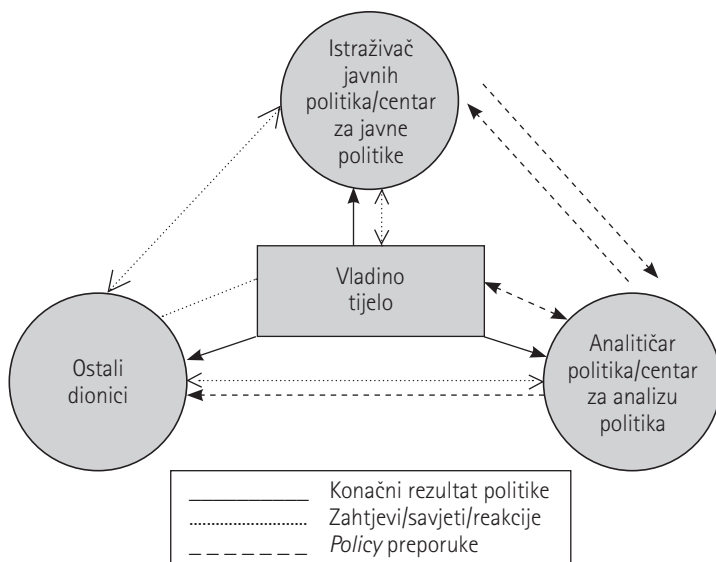 Istraživač
javnih
politika/centar
za javne
politike
Vladino
tijelo
Ostali
dionici
Analitičar
politika/centar
za analizu
politika
Konačni rezultat politike
Zahtjevi/savjeti/reakcije
Policy preporuke